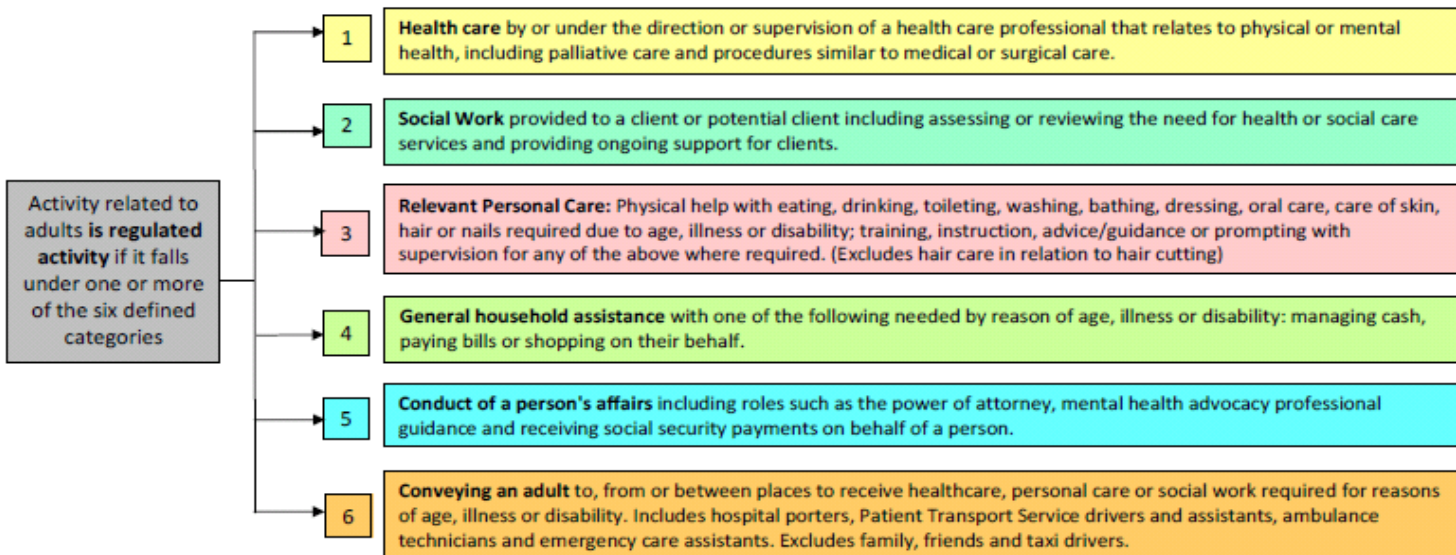 Activity related to
adults is regulated
activity if it falls
under one or more
of the six defined
categories
1
Health care by or under the direction or supervision of a health care professional that relates to physical or mental
health, including palliative care and procedures similar to medical or surgical care.
2
Social Work provided to a client or potential client including assessing or reviewing the need for health or social care
services and providing ongoing support for clients.
3
Relevant Personal Care: Physical help with eating, drinking, toileting, washing, bathing, dressing, oral care, care of skin,
hair or nails required due to age, illness or disability; training, instruction, advice/guidance or prompting with
supervision for any of the above where required. (Excludes hair care in relation to hair cutting)
4
General household assistance with one of the following needed by reason of age, illness or disability: managing cash,
paying bills or shopping on their behalf.
5
Conduct of a person's affairs including roles such as the power of attorney, mental health advocacy professional
guidance and receiving social security payments on behalf of a person.
6
Conveying an adult to, from or between places to receive healthcare, personal care or social work required for reasons
of age, illness or disability. Includes hospital porters, Patient Transport Service drivers and assistants, ambulance
technicians and emergency care assistants. Excludes family, friends and taxi drivers.